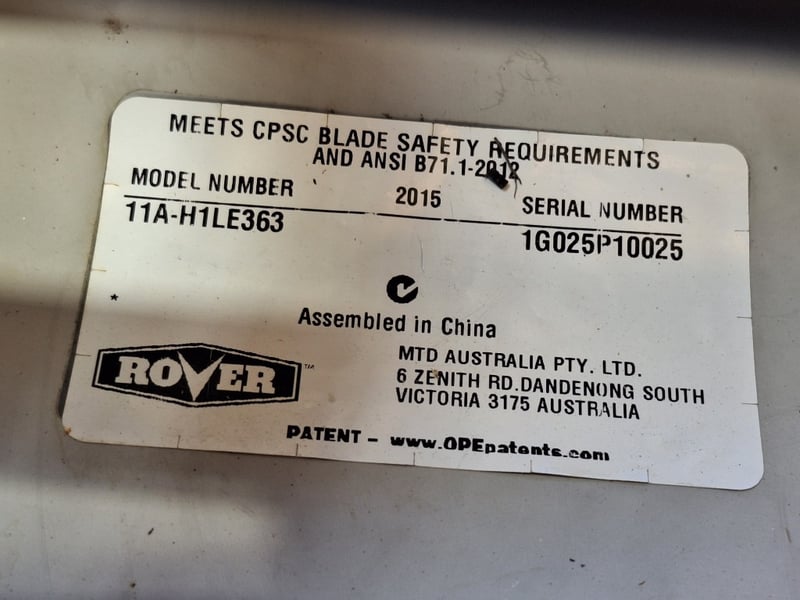 MEETS CPSC BLADE SAFETY REQUIREMENTS
AND ANSI B71.1-2012
MODEL NUMBER 2015 SERIAL NUMBER
11A-H1LE363 1G025P10025
*
Assembled in China
ROVER™
MTD AUSTRALIA PTY. LTD.
6 ZENITH RD.DANDENONG SOUTH
VICTORIA 3175 AUSTRALIA
PATENT - www.OPEpatents.com